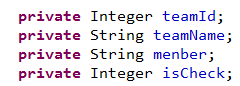 private Integer teamId;
private String teamName;
private String menber;
private Integer isCheck;